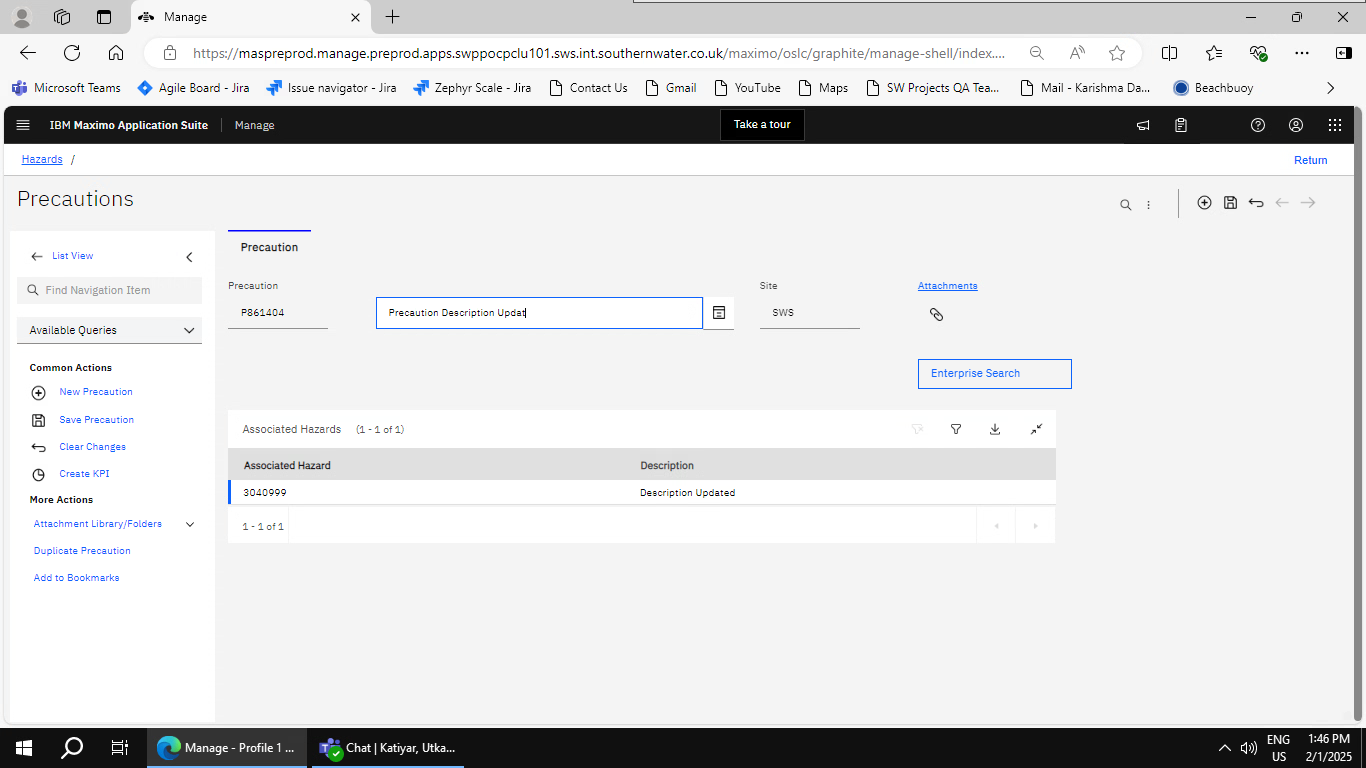 Manage
https://maspreprod.manage.preprod.apps.swppocpclu101.sws.int.southernwater.co.uk/maximo/oslc/graphite/manage-shell/index....
Microsoft Teams
Agile Board - Jira
Issue navigator - Jira
Zephyr Scale - Jira
Contact Us
Gmail
YouTube
Maps
SW Projects QA Tea...
Mail - Karishma Da...
Beachbuoy
IBM Maximo Application Suite
Manage
Take a tour
Hazards /
Return
Precautions
List View
Find Navigation Item
Available Queries
Common Actions
New Precaution
Save Precaution
Clear Changes
Create KPI
More Actions
Attachment Library/Folders
Duplicate Precaution
Add to Bookmarks
Precaution
Precaution
P861404
Precaution Description Updat
Site
SWS
Attachments
Enterprise Search
Associated Hazards (1 - 1 of 1)
Associated Hazard Description
3040999 Description Updated
1 - 1 of 1
Manage - Profile 1 ...
Chat | Katiyar, Utka...
ENG
US
1:46 PM
2/1/2025